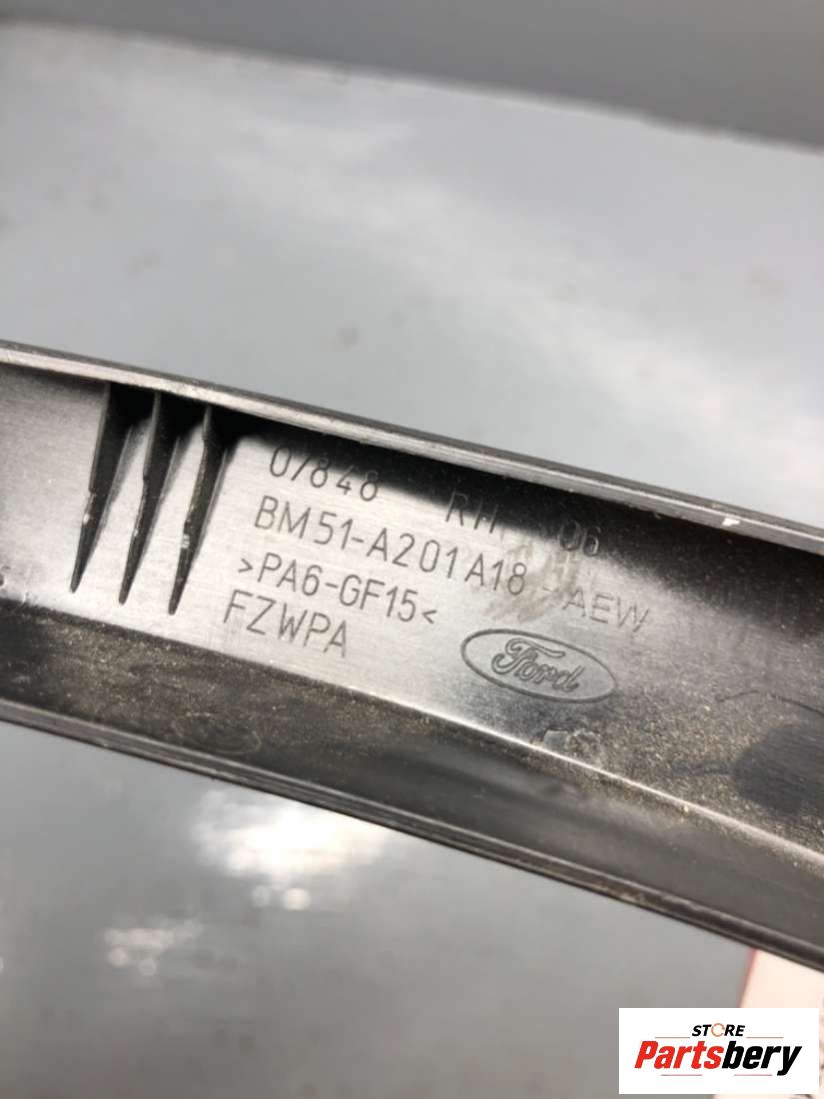 07848 RH 06
BM51-A201A18-AEW
>PA6-GF15<
FZWPA
Ford
STORE
Partsbery